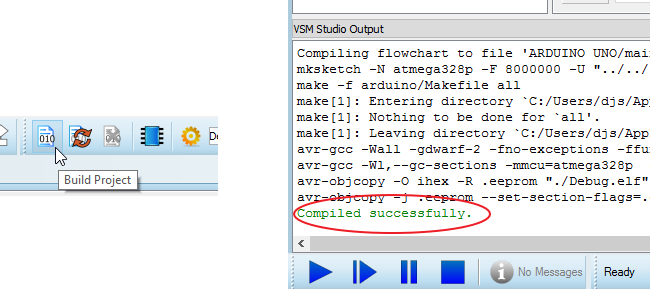 Build Project
VSM Studio Output
Compiling flowchart to file 'ARDUINO UNO/mai
mksketch -N atmega328p -F 8000000 -U "../../
make -f arduino/Makefile all
make[1]: Entering directory `C:/Users/djs/App
make[1]: Nothing to be done for `all'.
make[1]: Leaving directory `C:/Users/djs/App
avr-gcc -Wall -gdwarf-2 -fno-exceptions -ffu
avr-gcc -Wl,--gc-sections -mmcu=atmega328p
avr-objcopy -O ihex -R .eeprom "./Debug.elf"
avr-objcopy -j .eeprom --set-section-flags=.
Compiled successfully.
No Messages
Ready